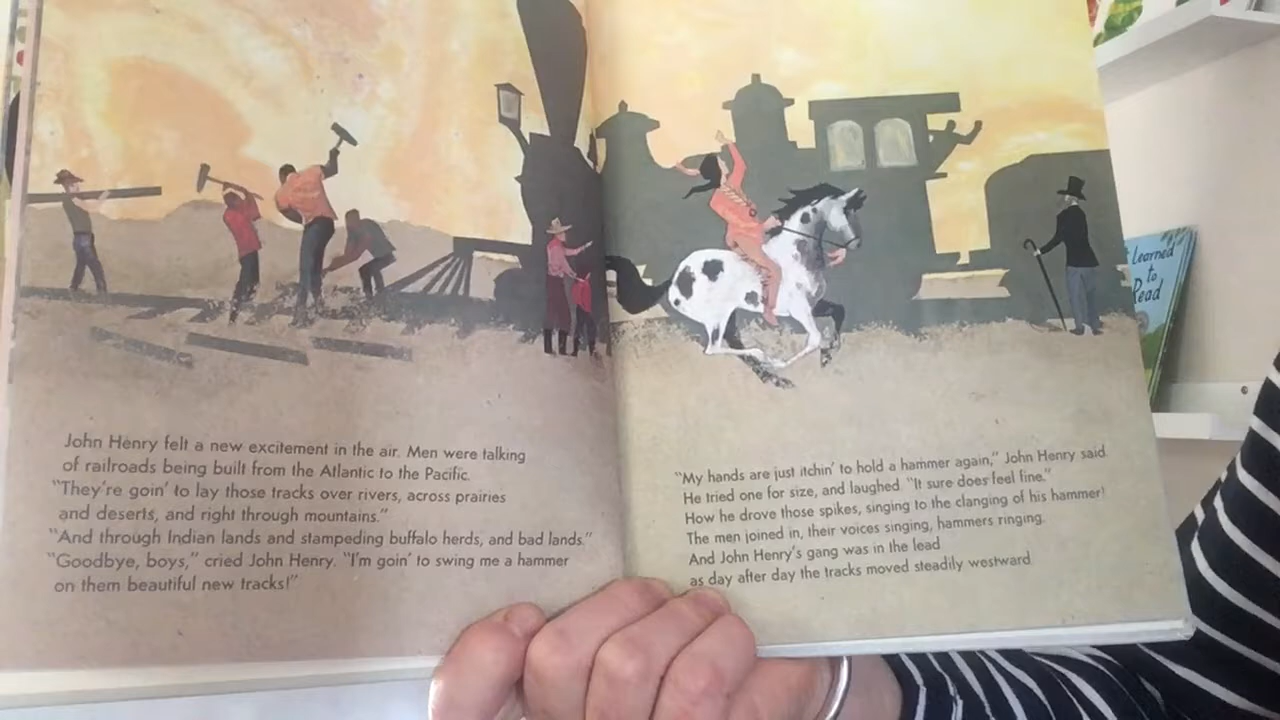 John Henry felt a new excitement in the air. Men were talking
of railroads being built from the Atlantic to the Pacific.
"They're goin' to lay those tracks over rivers, across prairies
and deserts, and right through mountains."
"And through Indian lands and stampeding buffalo herds, and bad lands."
"Goodbye, boys," cried John Henry. "I'm goin' to swing me a hammer
on them beautiful new tracks!"
"My hands are just itchin' to hold a hammer again," John Henry said.
He tried one for size, and laughed. "It sure does feel fine."
How he drove those spikes, singing to the clanging of his hammer!
The men joined in, their voices singing, hammers ringing.
And John Henry's gang was in the lead
as day after day the tracks moved steadily westward.
Learned
to
Read